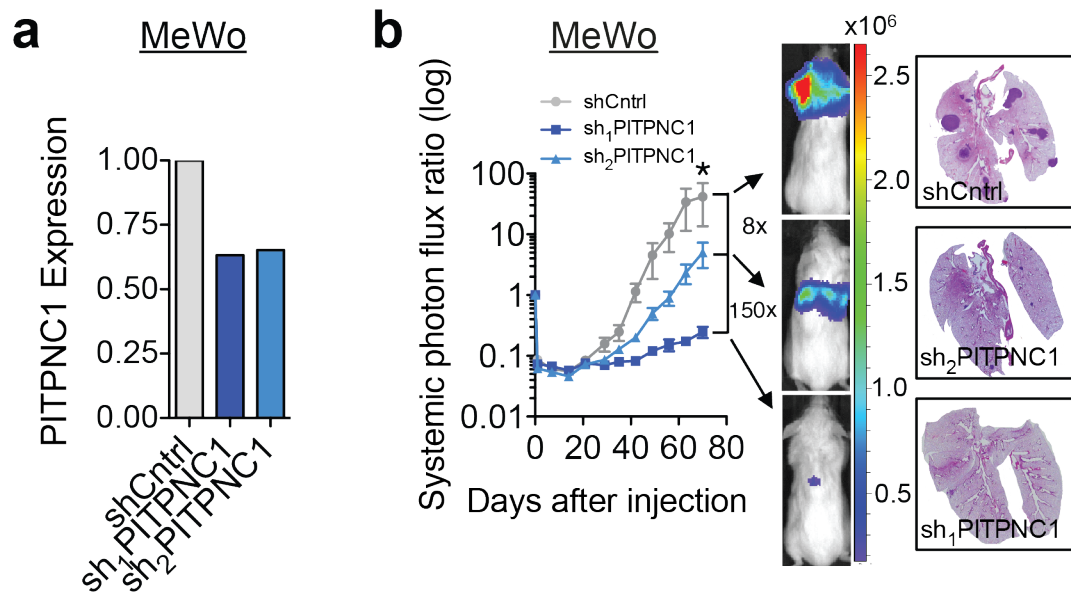 a
MeWo
PITPNC1 Expression
1.00
0.75
0.50
0.25
0.00
shCntrl
sh1PITPNC1
sh2PITPNC1
b
MeWo
Systemic photon flux ratio (log)
shCntrl
sh1PITPNC1
sh2PITPNC1
100
10
1
0.1
0.01
*
8x
150x
0 20 40 60 80
Days after injection
x10⁶
2.5
2.0
1.5
1.0
0.5
shCntrl
sh2PITPNC1
sh1PITPNC1